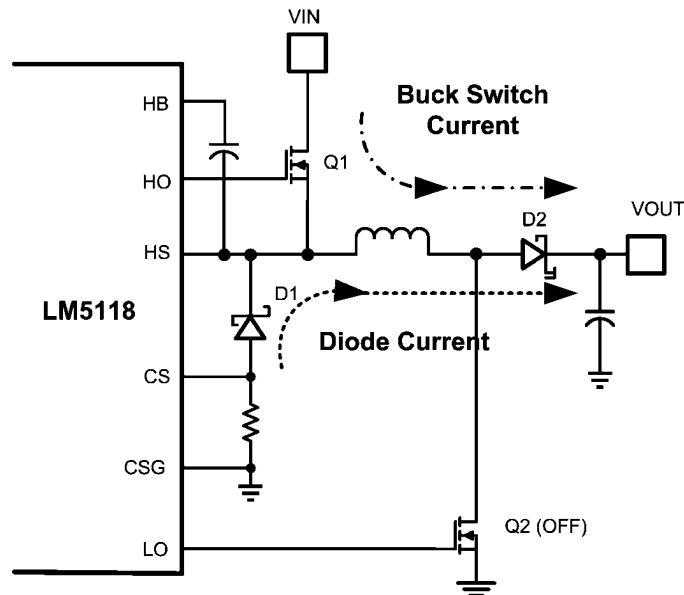 VIN
HB
Buck Switch
Current
HO
Q1
D2
VOUT
HS
D1
LM5118
Diode Current
CS
CSG
Q2 (OFF)
LO